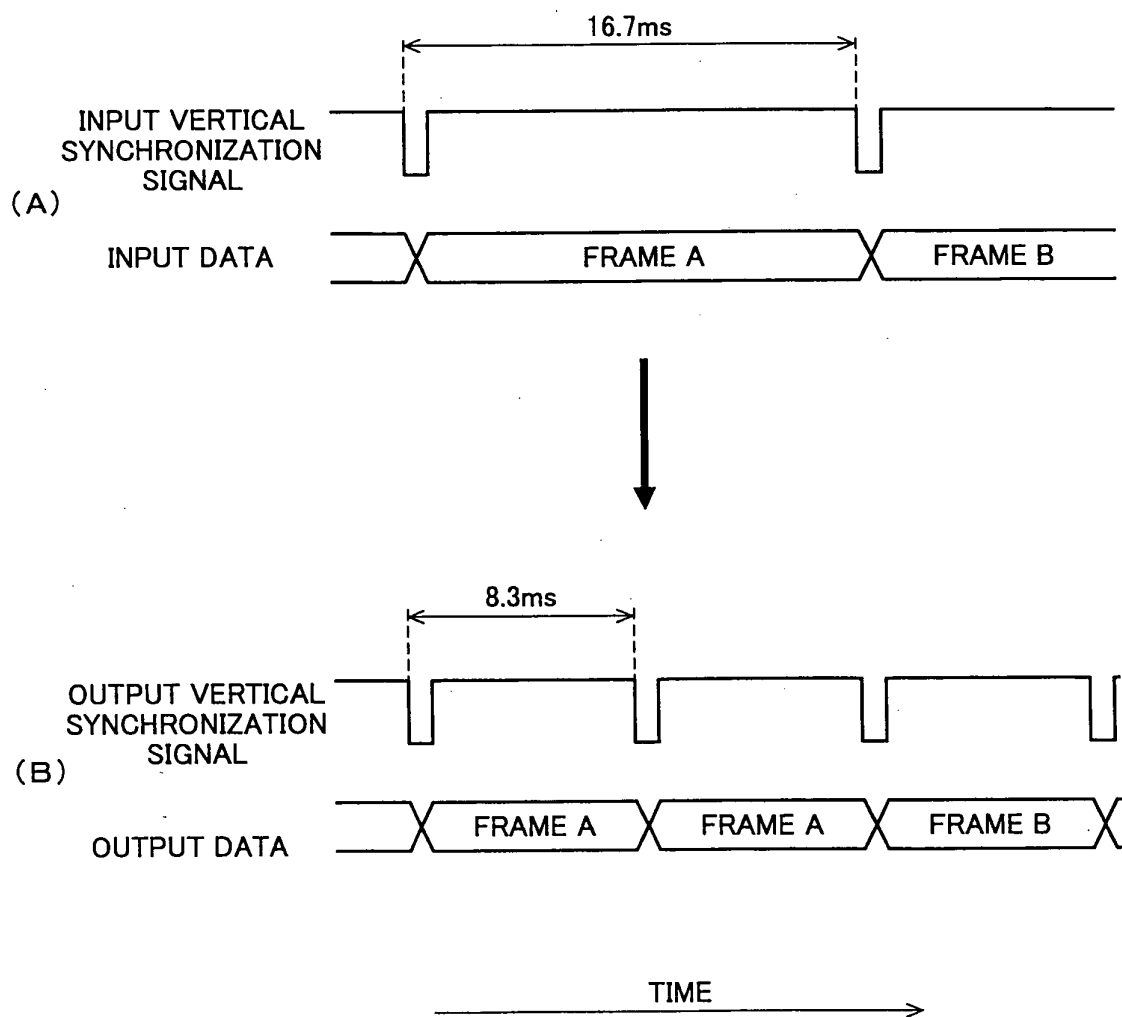 16.7ms
INPUT VERTICAL
SYNCHRONIZATION
SIGNAL
(A)
INPUT DATA
FRAME A
FRAME B
8.3ms
OUTPUT VERTICAL
SYNCHRONIZATION
SIGNAL
(B)
OUTPUT DATA
FRAME A
FRAME A
FRAME B
TIME